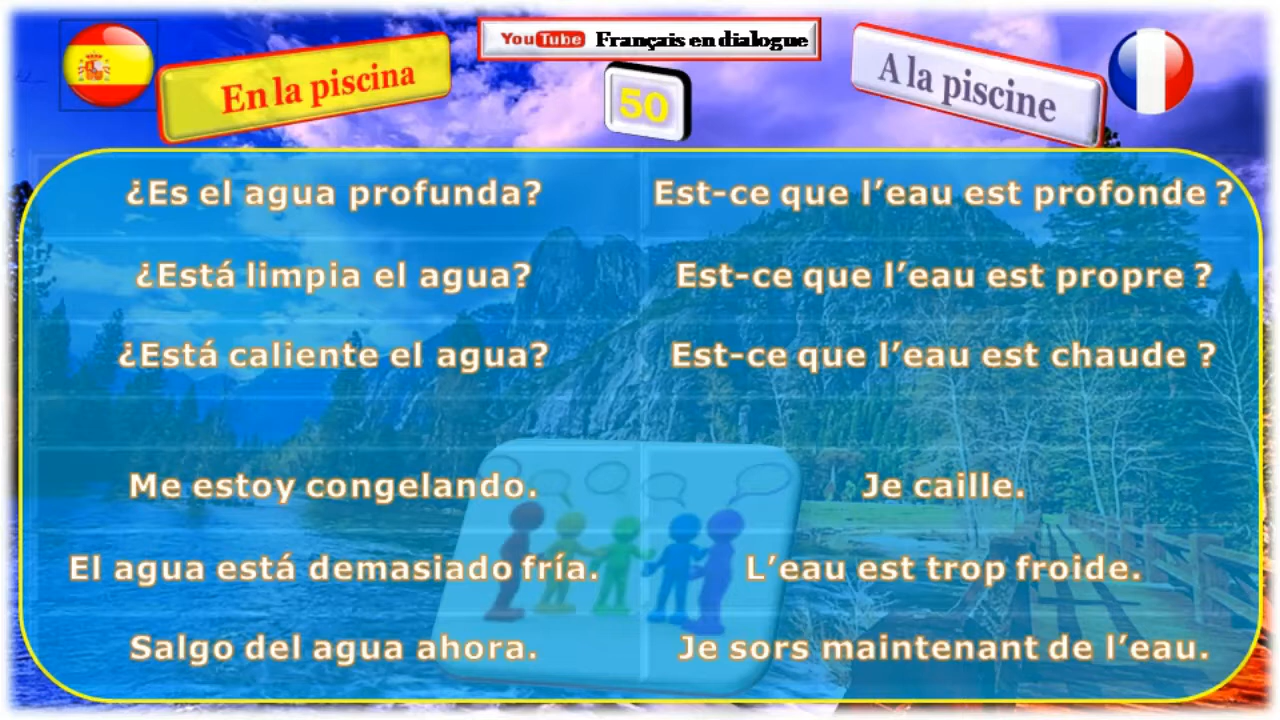 YouTube Français en dialogue
En la piscina
50
A la piscine
¿Es el agua profunda?
Est-ce que l’eau est profonde ?
¿Está limpia el agua?
Est-ce que l’eau est propre ?
¿Está caliente el agua?
Est-ce que l’eau est chaude ?
Me estoy congelando.
Je caille.
El agua está demasiado fría.
L’eau est trop froide.
Salgo del agua ahora.
Je sors maintenant de l’eau.